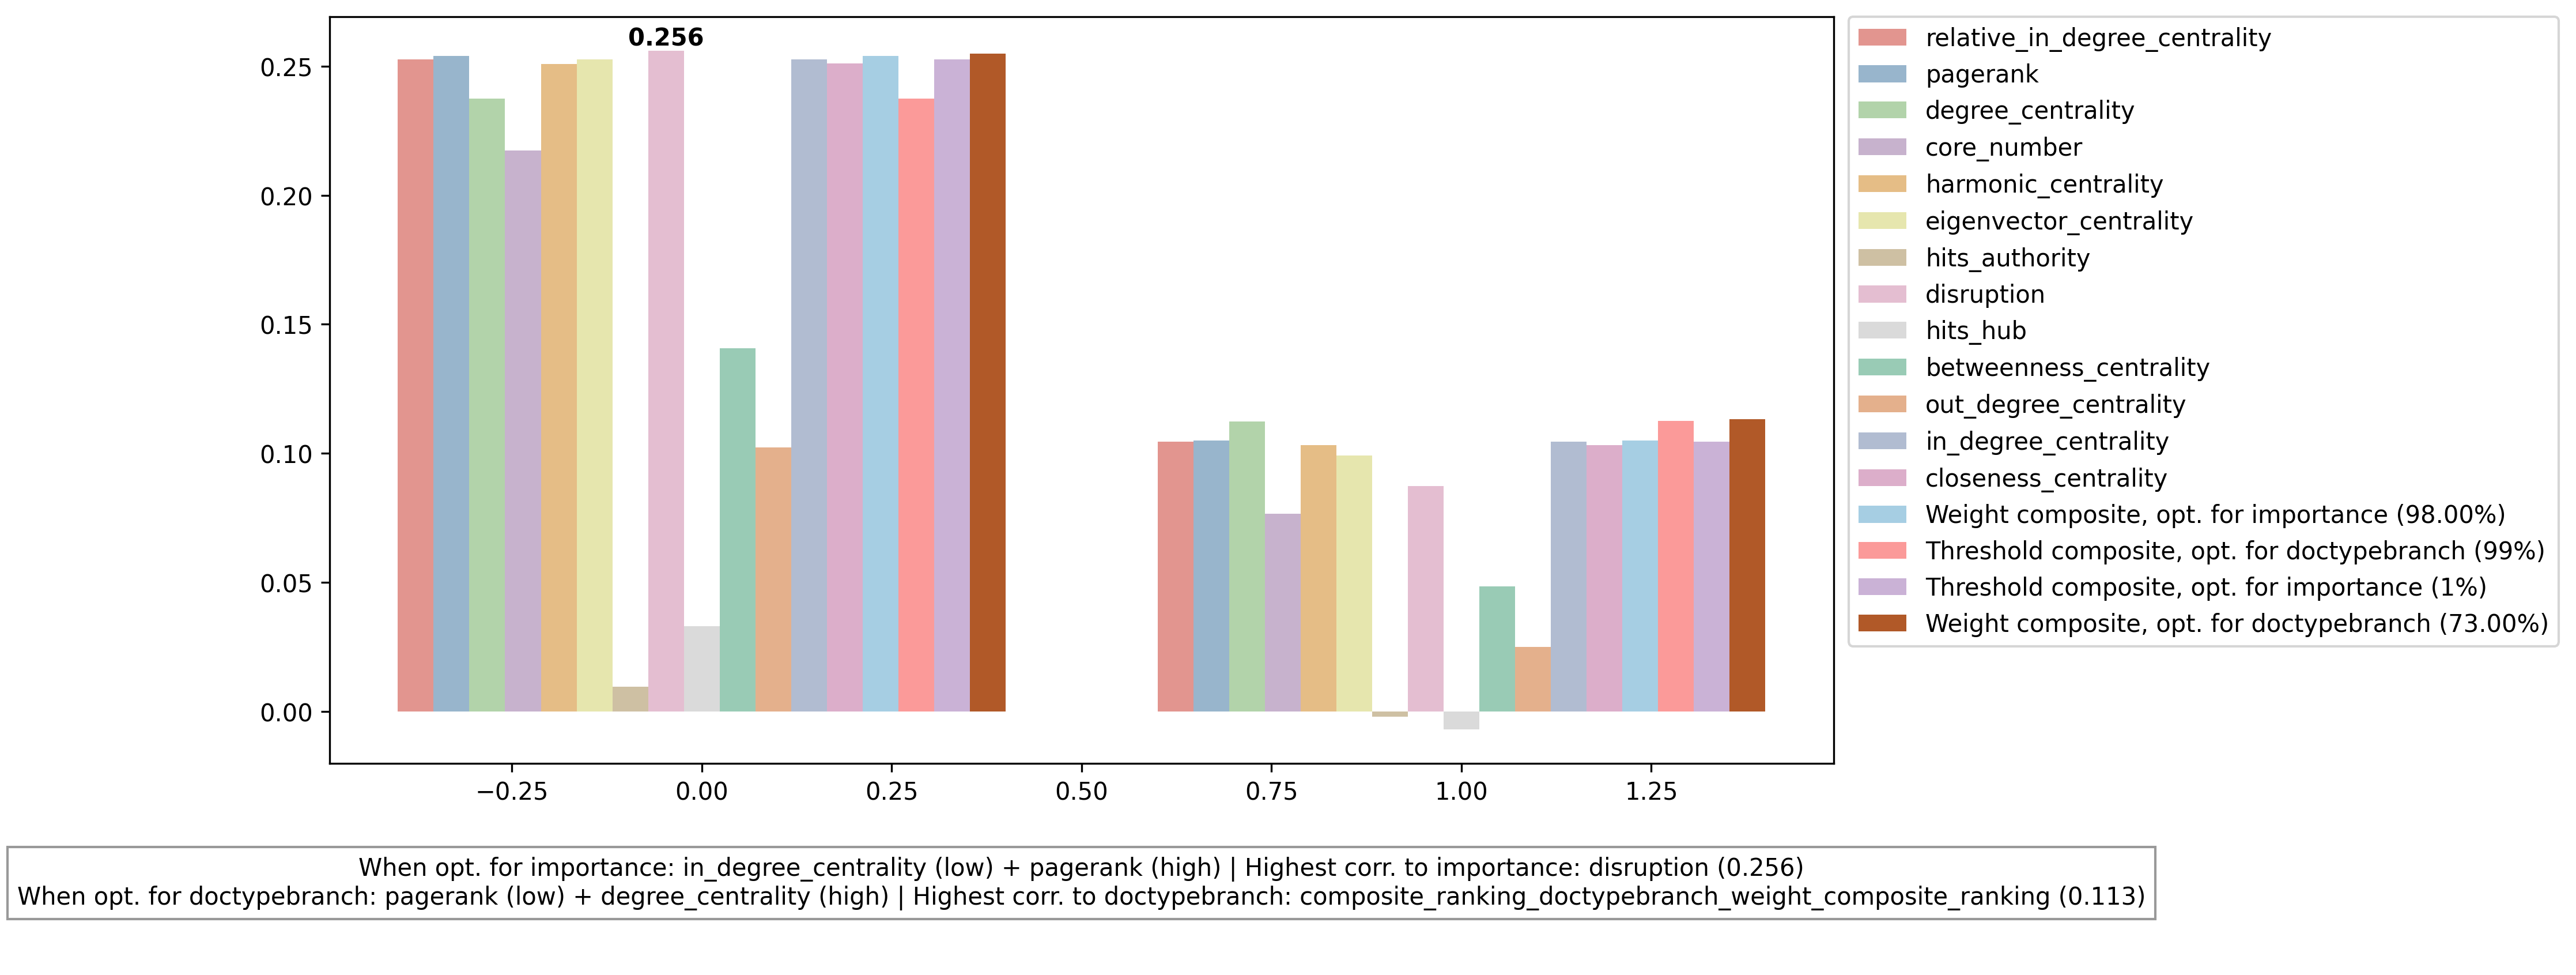 0.256
0.25
0.20
0.15
0.10
0.05
0.00
−0.25
0.00
0.25
0.50
0.75
1.00
1.25
relative_in_degree_centrality
pagerank
degree_centrality
core_number
harmonic_centrality
eigenvector_centrality
hits_authority
disruption
hits_hub
betweenness_centrality
out_degree_centrality
in_degree_centrality
closeness_centrality
Weight composite, opt. for importance (98.00%)
Threshold composite, opt. for doctypebranch (99%)
Threshold composite, opt. for importance (1%)
Weight composite, opt. for doctypebranch (73.00%)
When opt. for importance: in_degree_centrality (low) + pagerank (high) | Highest corr. to importance: disruption (0.256)
When opt. for doctypebranch: pagerank (low) + degree_centrality (high) | Highest corr. to doctypebranch: composite_ranking_doctypebranch_weight_composite_ranking (0.113)